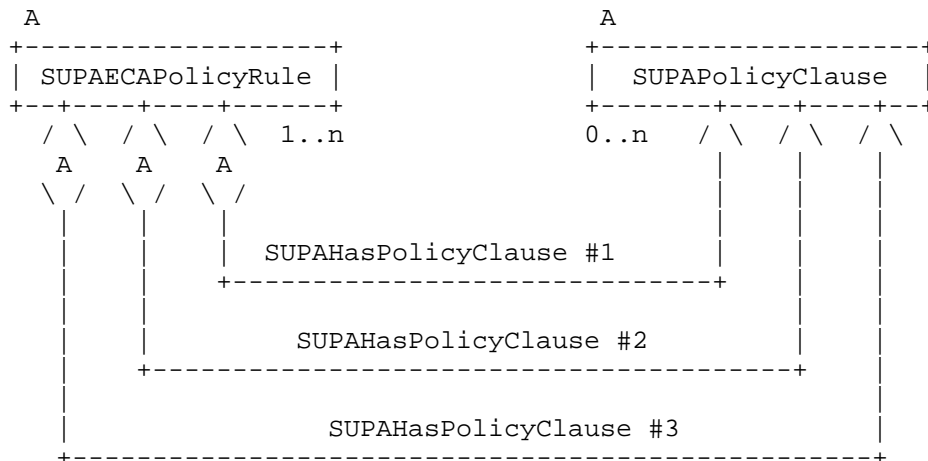 A A
SUPAECAPolicyRule SUPAPolicyClause
1..n 0..n
A A A
SUPAHasPolicyClause #1
SUPAHasPolicyClause #2
SUPAHasPolicyClause #3